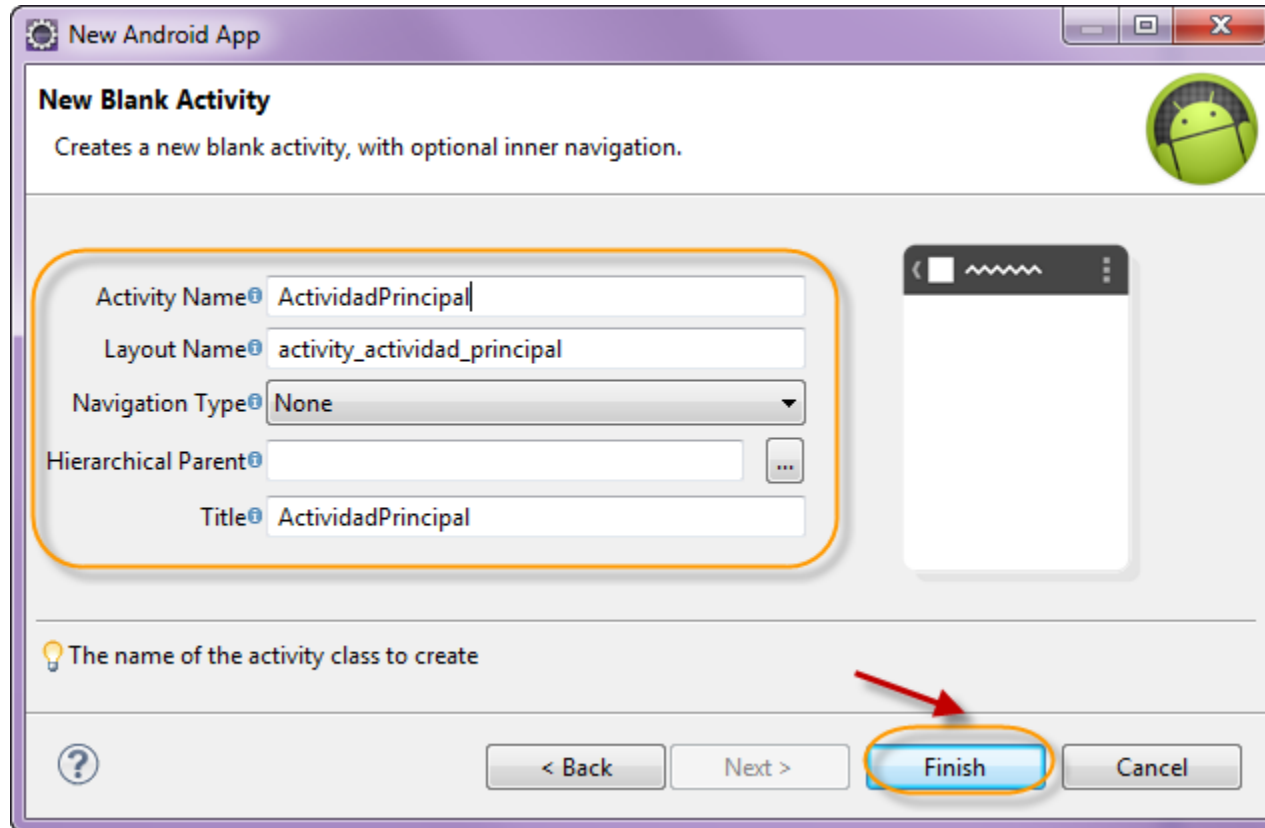 New Android App
New Blank Activity
Creates a new blank activity, with optional inner navigation.
Activity Name ActividadPrincipal
Layout Name activity_actividad_principal
Navigation Type None
Hierarchical Parent ...
Title ActividadPrincipal
The name of the activity class to create
? < Back Next > Finish Cancel